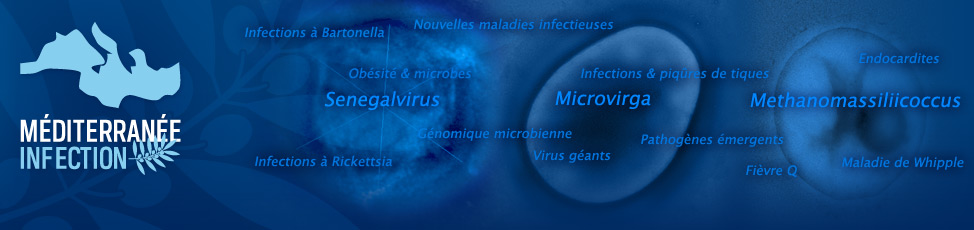 MÉDITERRANÉE
INFECTION
Infections à Bartonella
Nouvelles maladies infectieuses
Obésité & microbes
Infections & piqûres de tiques
Endocardites
Senegalvirus
Microvirga
Methanomassiliicoccus
Génomique microbienne
Pathogènes émergents
Infections à Rickettsia
Virus géants
Fièvre Q
Maladie de Whipple